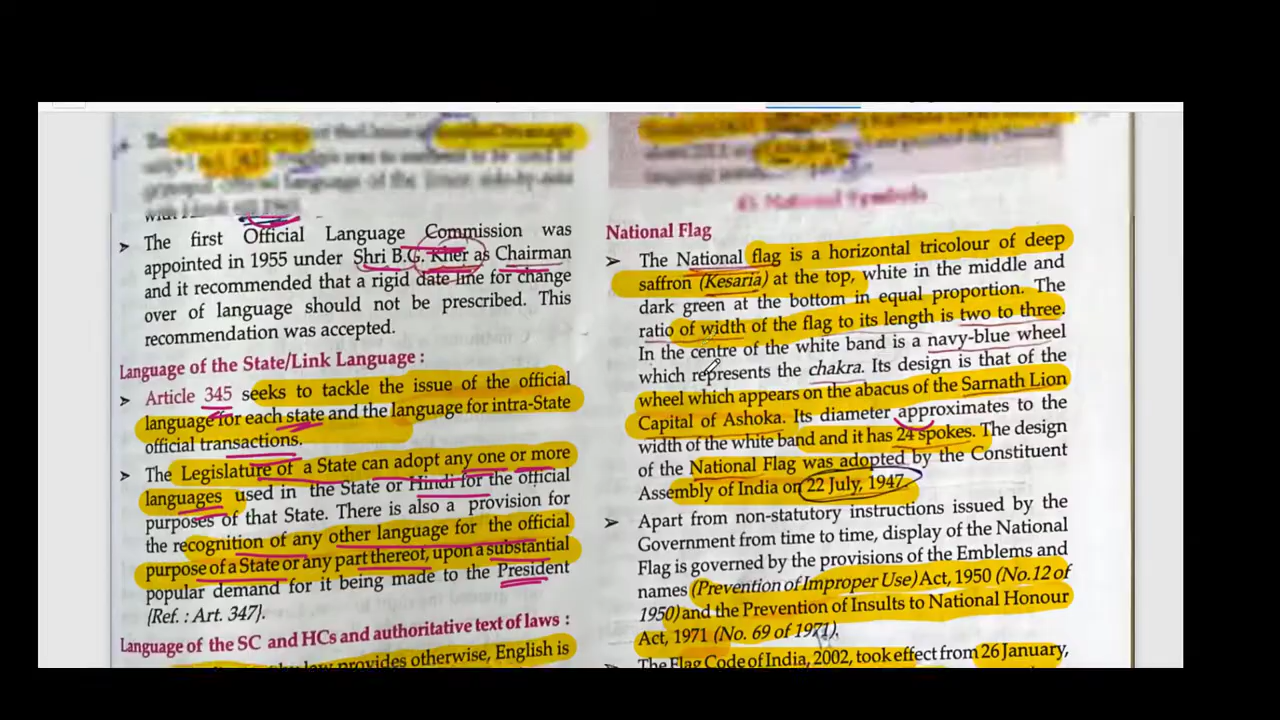 The first Official Language Commission was
appointed in 1955 under Shri B.G. Kher as Chairman
and it recommended that a rigid date line for change
over of language should not be prescribed. This
recommendation was accepted.
Language of the State/Link Language :
Article 345 seeks to tackle the issue of the official
language for each state and the language for intra-State
official transactions.
The Legislature of a State can adopt any one or more
languages used in the State or Hindi for the official
purposes of that State. There is also a provision for
the recognition of any other language for the official
purpose of a State or any part thereof, upon a substantial
popular demand for it being made to the President
[Ref. : Art. 347].
Language of the SC and HCs and authoritative text of laws :
law provides otherwise, English is
43. National Symbols
National Flag
The National flag is a horizontal tricolour of deep
saffron (Kesaria) at the top, white in the middle and
dark green at the bottom in equal proportion. The
ratio of width of the flag to its length is two to three.
In the centre of the white band is a navy-blue wheel
which represents the chakra. Its design is that of the
wheel which appears on the abacus of the Sarnath Lion
Capital of Ashoka. Its diameter approximates to the
width of the white band and it has 24 spokes. The design
of the National Flag was adopted by the Constituent
Assembly of India on 22 July, 1947.
Apart from non-statutory instructions issued by the
Government from time to time, display of the National
Flag is governed by the provisions of the Emblems and
names (Prevention of Improper Use) Act, 1950 (No.12 of
1950) and the Prevention of Insults to National Honour
Act, 1971 (No. 69 of 1971).
The Flag Code of India, 2002, took effect from 26 January,